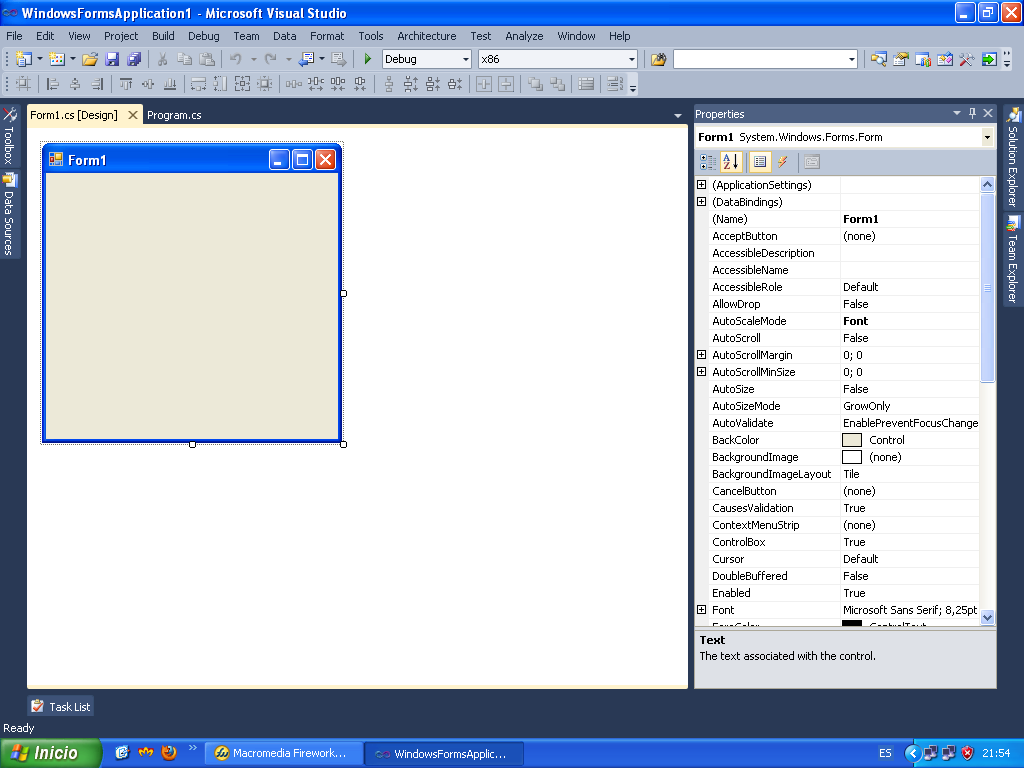 WindowsFormsApplication1 - Microsoft Visual Studio
File Edit View Project Build Debug Team Data Format Tools Architecture Test Analyze Window Help
Debug x86
Form1.cs [Design] Program.cs
Toolbox
Data Sources
Form1
Properties
Form1 System.Windows.Forms.Form
(ApplicationSettings)
(DataBindings)
(Name) Form1
AcceptButton (none)
AccessibleDescription
AccessibleName
AccessibleRole Default
AllowDrop False
AutoScaleMode Font
AutoScroll False
AutoScrollMargin 0; 0
AutoScrollMinSize 0; 0
AutoSize False
AutoSizeMode GrowOnly
AutoValidate EnablePreventFocusChange
BackColor Control
BackgroundImage (none)
BackgroundImageLayout Tile
CancelButton (none)
CausesValidation True
ContextMenuStrip (none)
ControlBox True
Cursor Default
DoubleBuffered False
Enabled True
Font Microsoft Sans Serif; 8,25pt
ForeColor ControlText
Text
The text associated with the control.
Solution Explorer
Team Explorer
Task List
Ready
Inicio Macromedia Firework... WindowsFormsApplic... ES 21:54